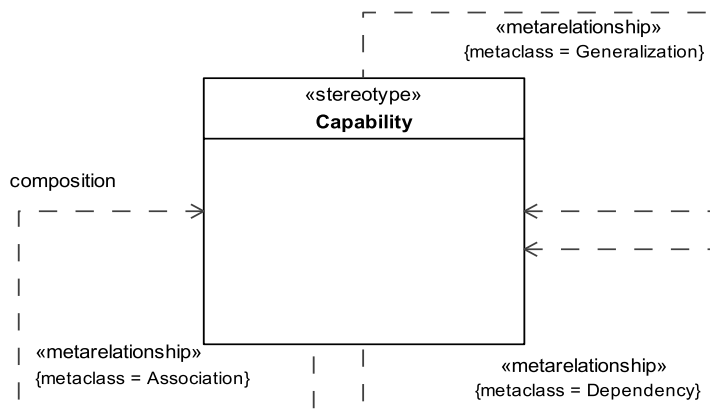 «metarelationship»
{metaclass = Generalization}
«stereotype»
Capability
composition
«metarelationship»
{metaclass = Association}
«metarelationship»
{metaclass = Dependency}